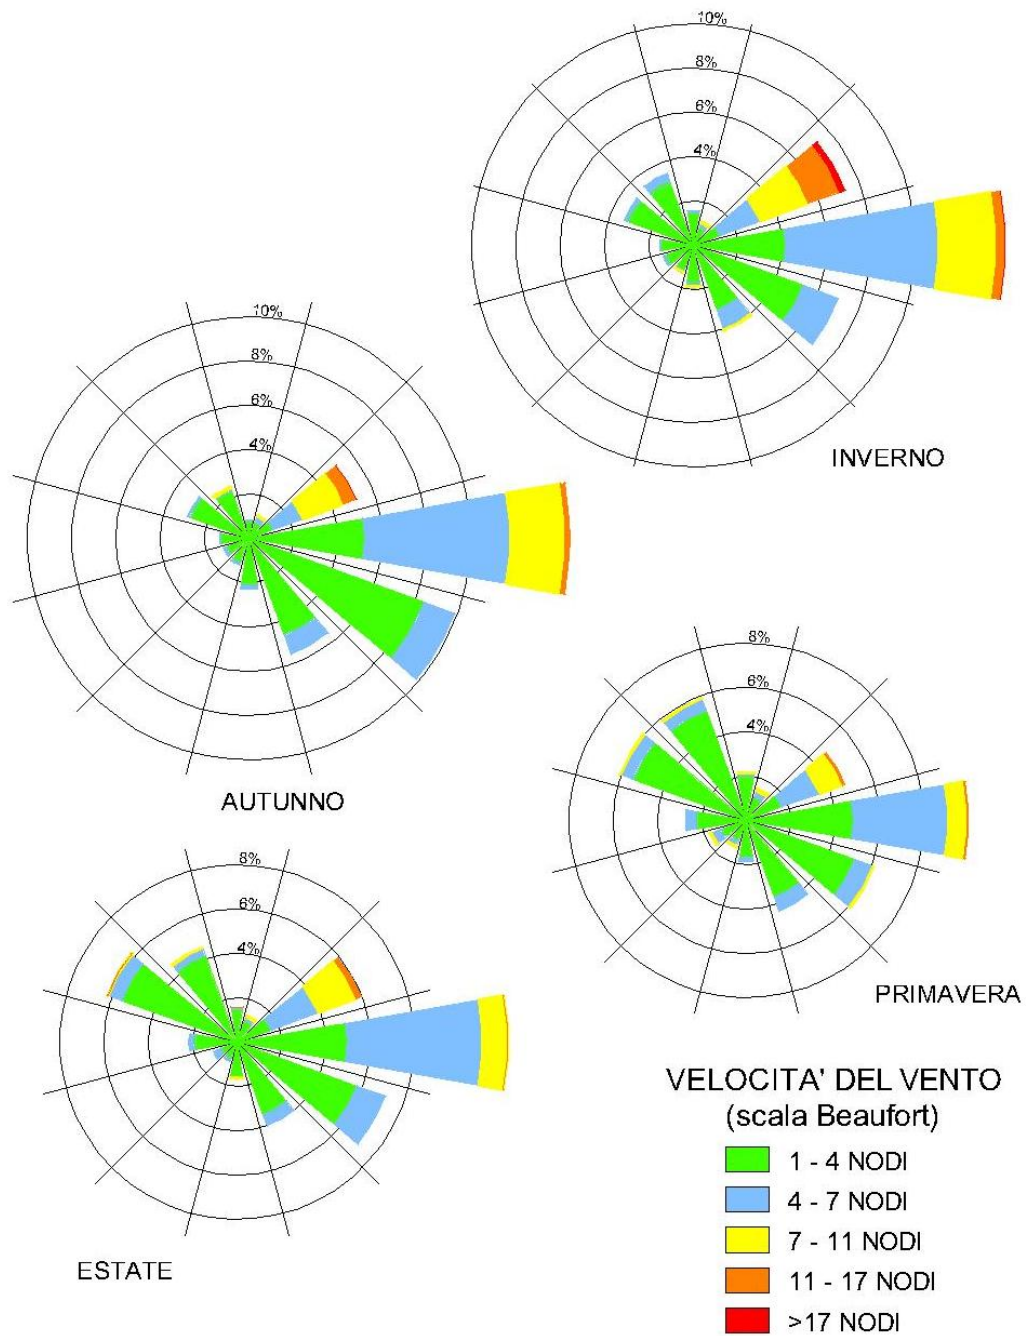 10%
8%
6%
4%
INVERNO
10%
8%
6%
4%
AUTUNNO
8%
6%
4%
PRIMAVERA
8%
6%
4%
ESTATE
VELOCITA' DEL VENTO
(scala Beaufort)
1 - 4 NODI
4 - 7 NODI
7 - 11 NODI
11 - 17 NODI
>17 NODI